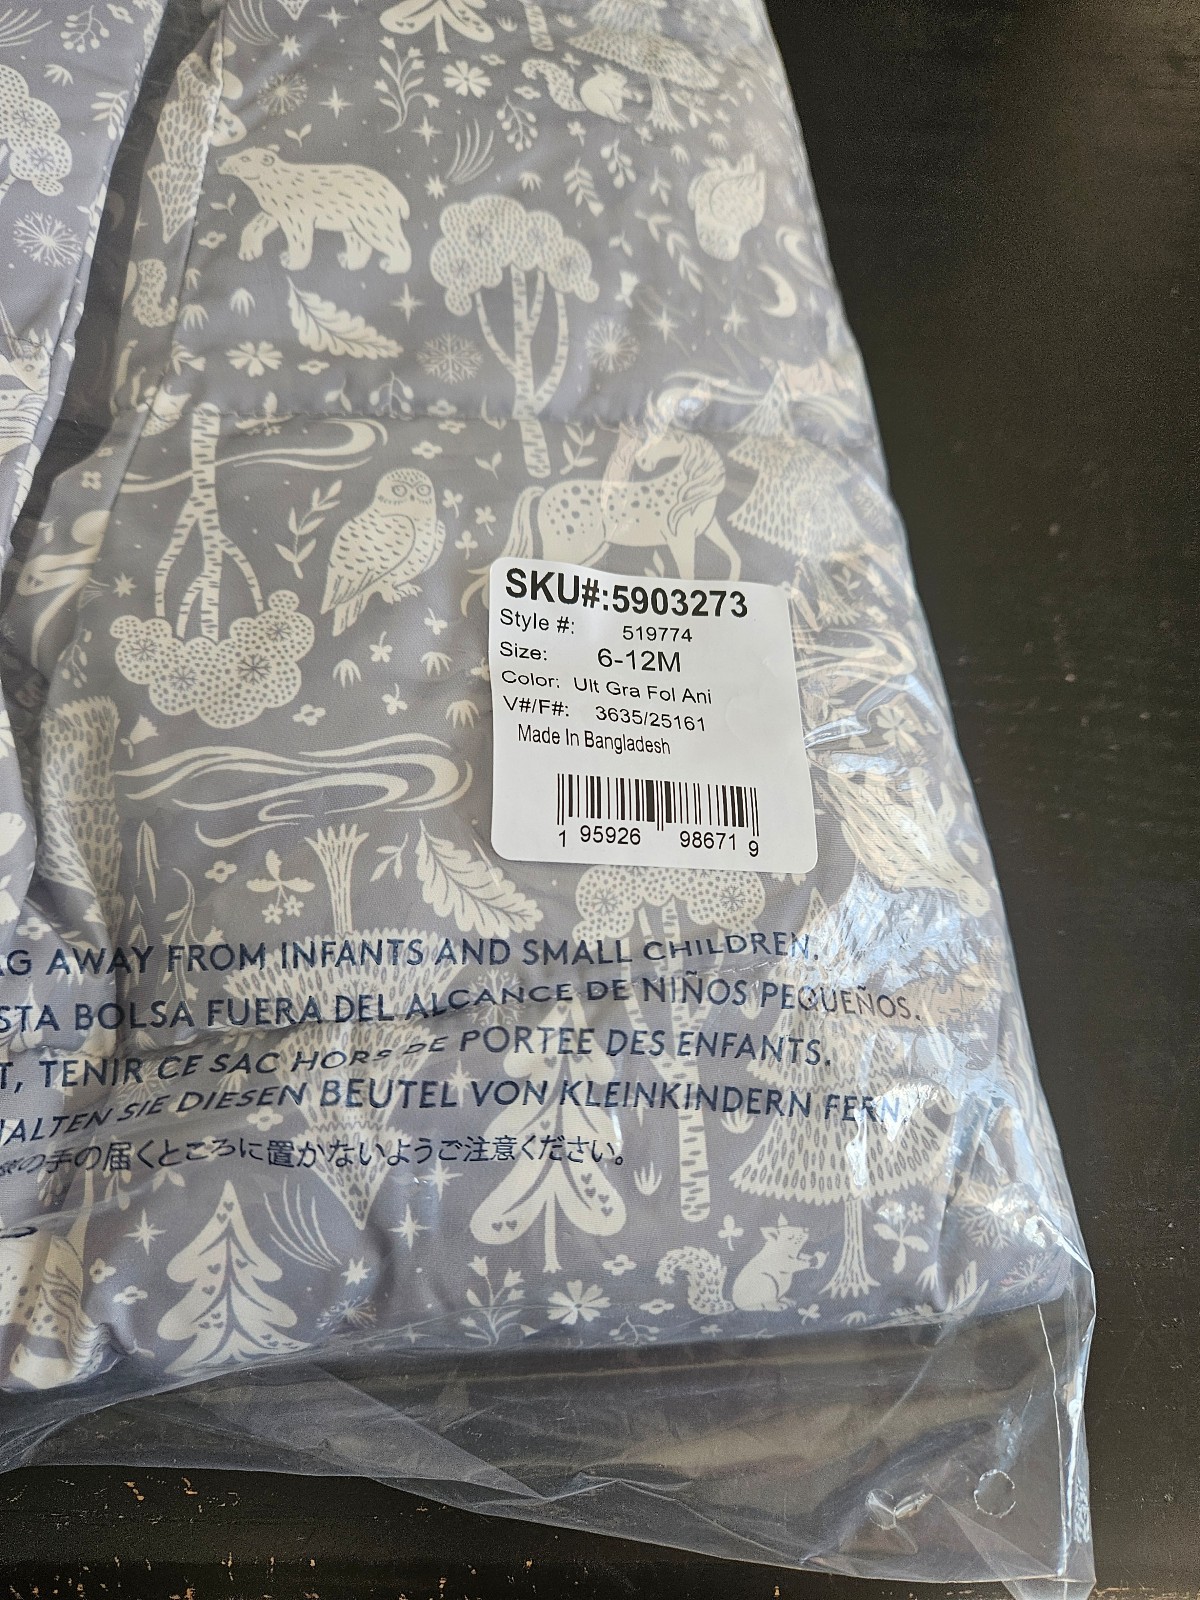 SKU#:5903273
Style #: 519774
Size: 6-12M
Color: Ult Gra Fol Ani
V#/F#: 3635/25161
Made In Bangladesh
1 95926 98671 9
AWAY FROM INFANTS AND SMALL CHILDREN.
BOLSA FUERA DEL ALCANCE DE NIÑOS PEQUEÑOS.
TENIR CE SAC HORS DE PORTEE DES ENFANTS.
SIE DIESEN BEUTEL VON KLEINKINDERN FERN.
の手の届くところに置かないようご注意ください。